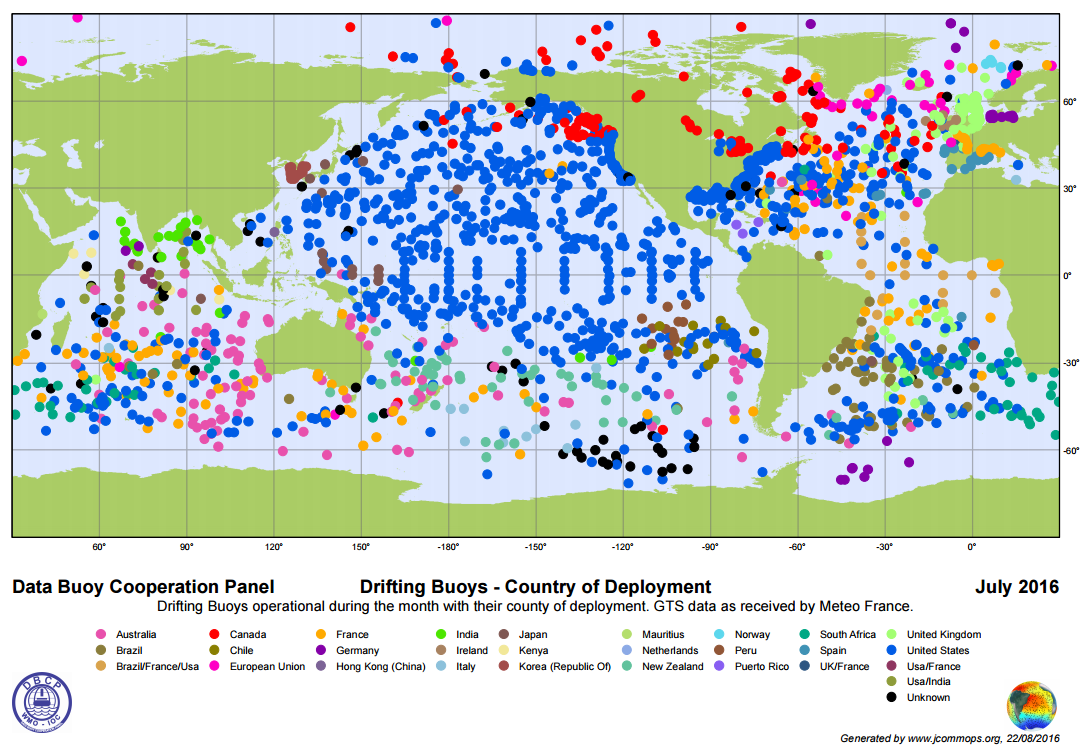 60°
30°
0°
-30°
-60°
60° 90° 120° 150° -180° -150° -120° -90° -60° -30° 0°
Data Buoy Cooperation Panel Drifting Buoys - Country of Deployment July 2016
Drifting Buoys operational during the month with their county of deployment. GTS data as received by Meteo France.
Australia Canada France India Japan Mauritius Norway South Africa United Kingdom
Brazil Chile Germany Ireland Kenya Netherlands Peru Spain United States
Brazil/France/Usa European Union Hong Kong (China) Italy Korea (Republic Of) New Zealand Puerto Rico UK/France Usa/France
Usa/India
Unknown
DBCP
WMO - IOC
Generated by www.jcommops.org, 22/08/2016